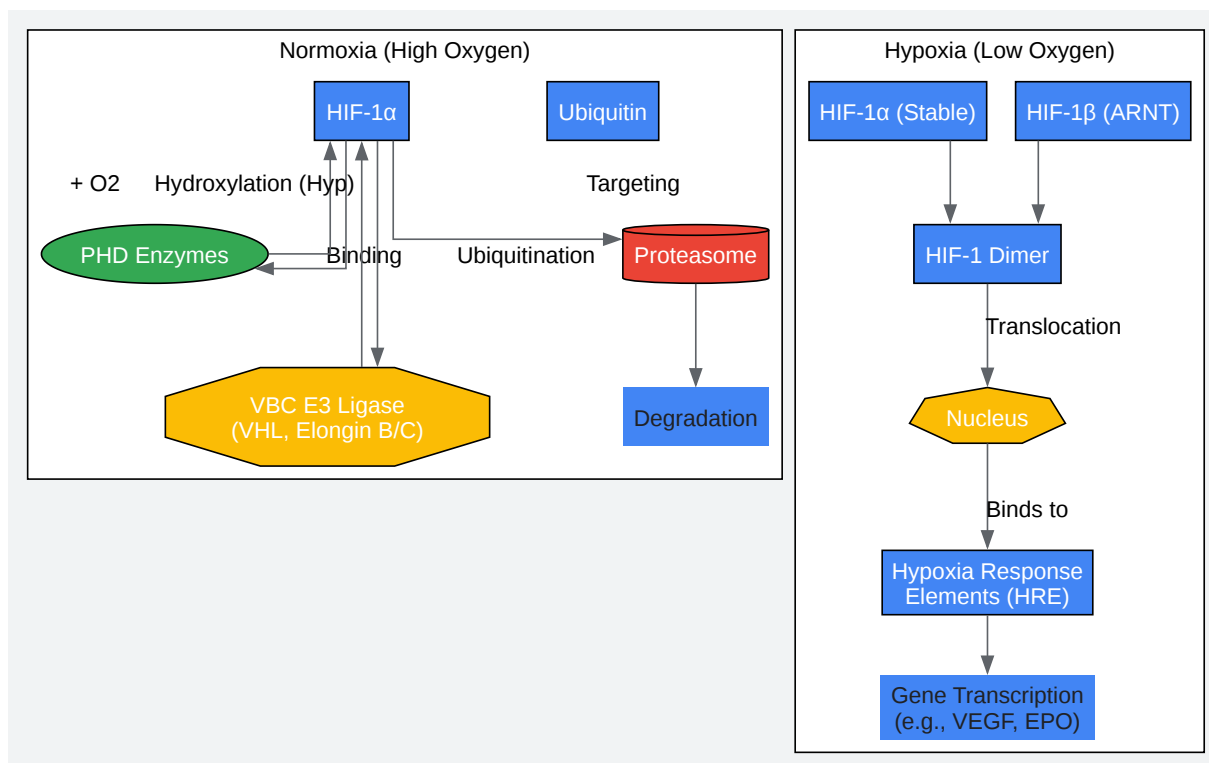 Normoxia (High Oxygen)
HIF-1α
Ubiquitin
+ O2
Hydroxylation (Hyp)
Targeting
PHD Enzymes
Binding
Ubiquitination
Proteasome
VBC E3 Ligase
(VHL, Elongin B/C)
Degradation
Hypoxia (Low Oxygen)
HIF-1α (Stable)
HIF-1β (ARNT)
HIF-1 Dimer
Translocation
Nucleus
Binds to
Hypoxia Response
Elements (HRE)
Gene Transcription
(e.g., VEGF, EPO)